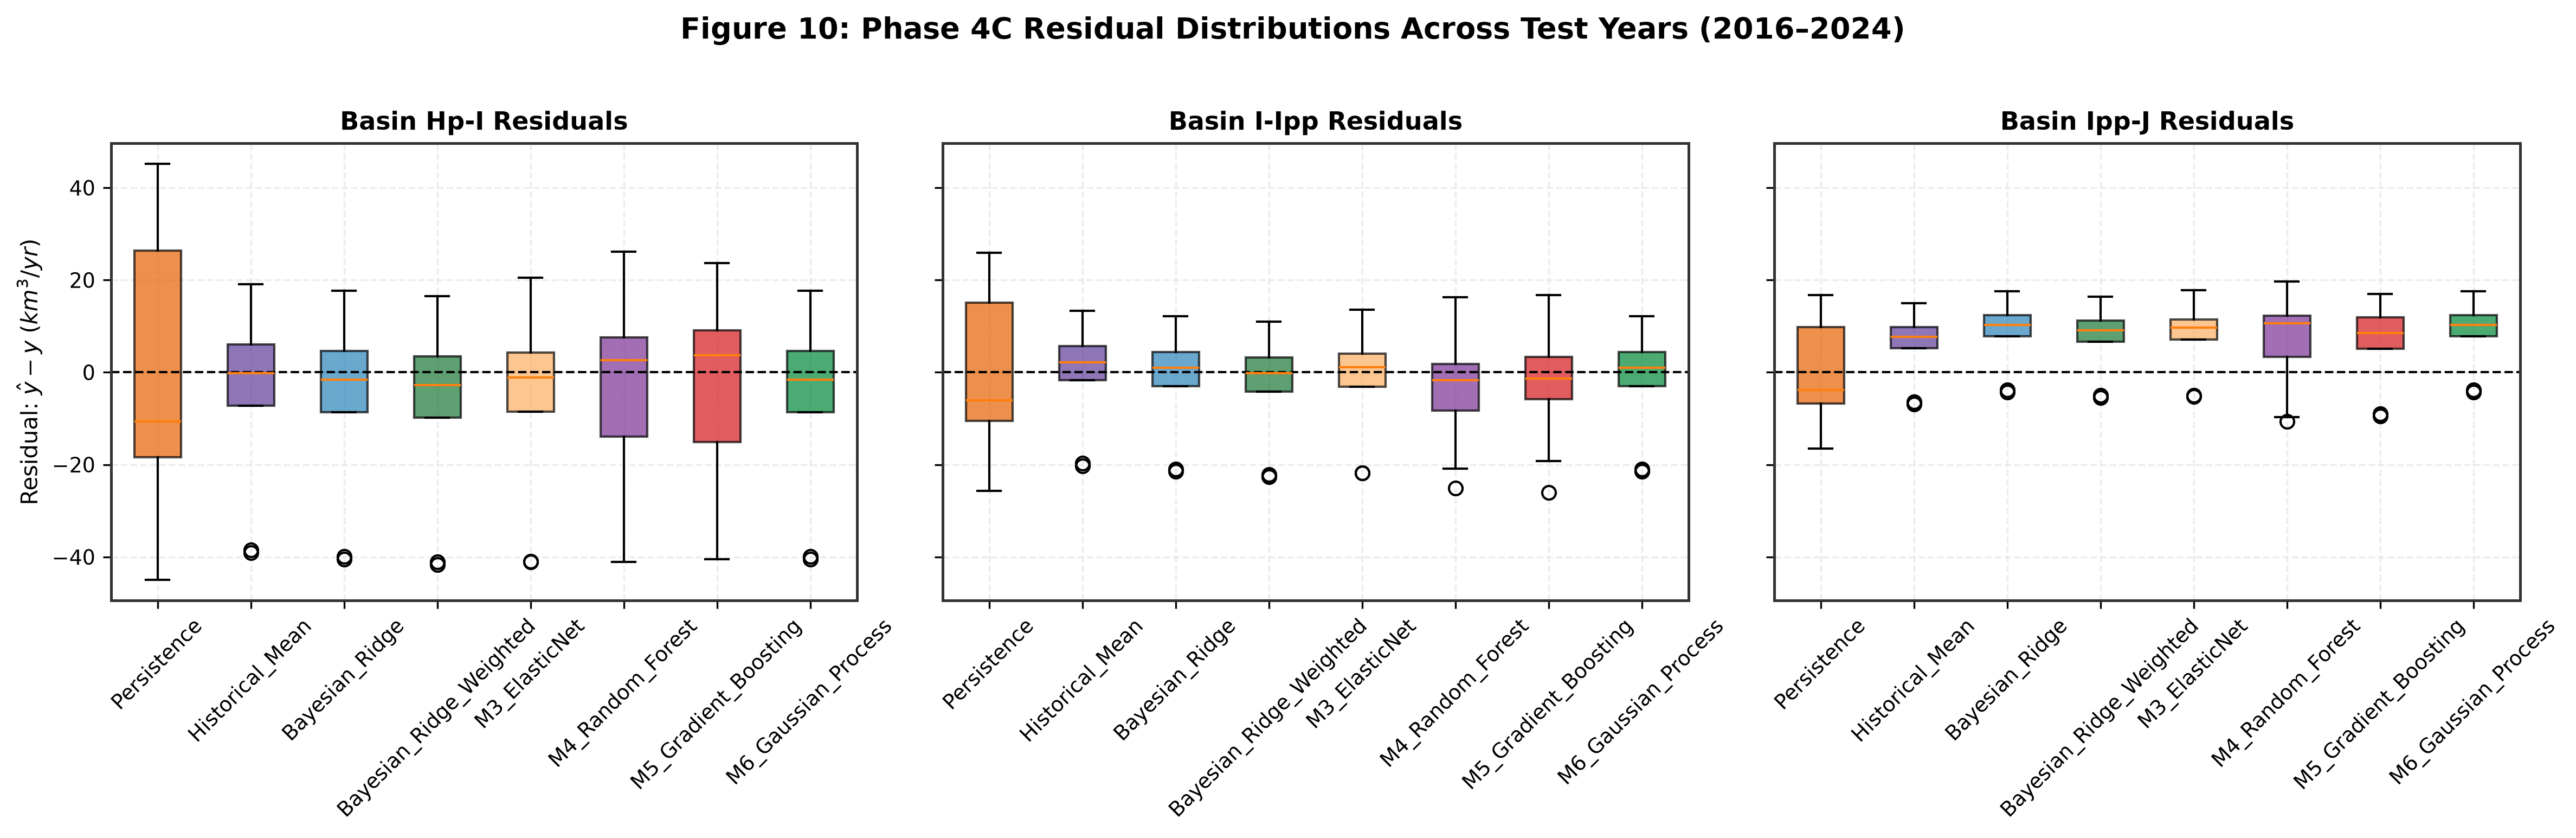 Figure 10: Phase 4C Residual Distributions Across Test Years (2016–2024)
Basin Hp-I Residuals
Residual: ŷ − y (km³/yr)
40
20
0
−20
−40
Persistence
Historical_Mean
Bayesian_Ridge
Bayesian_Ridge_Weighted
M3_ElasticNet
M4_Random_Forest
M5_Gradient_Boosting
M6_Gaussian_Process
Basin I-Ipp Residuals
Persistence
Historical_Mean
Bayesian_Ridge
Bayesian_Ridge_Weighted
M3_ElasticNet
M4_Random_Forest
M5_Gradient_Boosting
M6_Gaussian_Process
Basin Ipp-J Residuals
Persistence
Historical_Mean
Bayesian_Ridge
Bayesian_Ridge_Weighted
M3_ElasticNet
M4_Random_Forest
M5_Gradient_Boosting
M6_Gaussian_Process